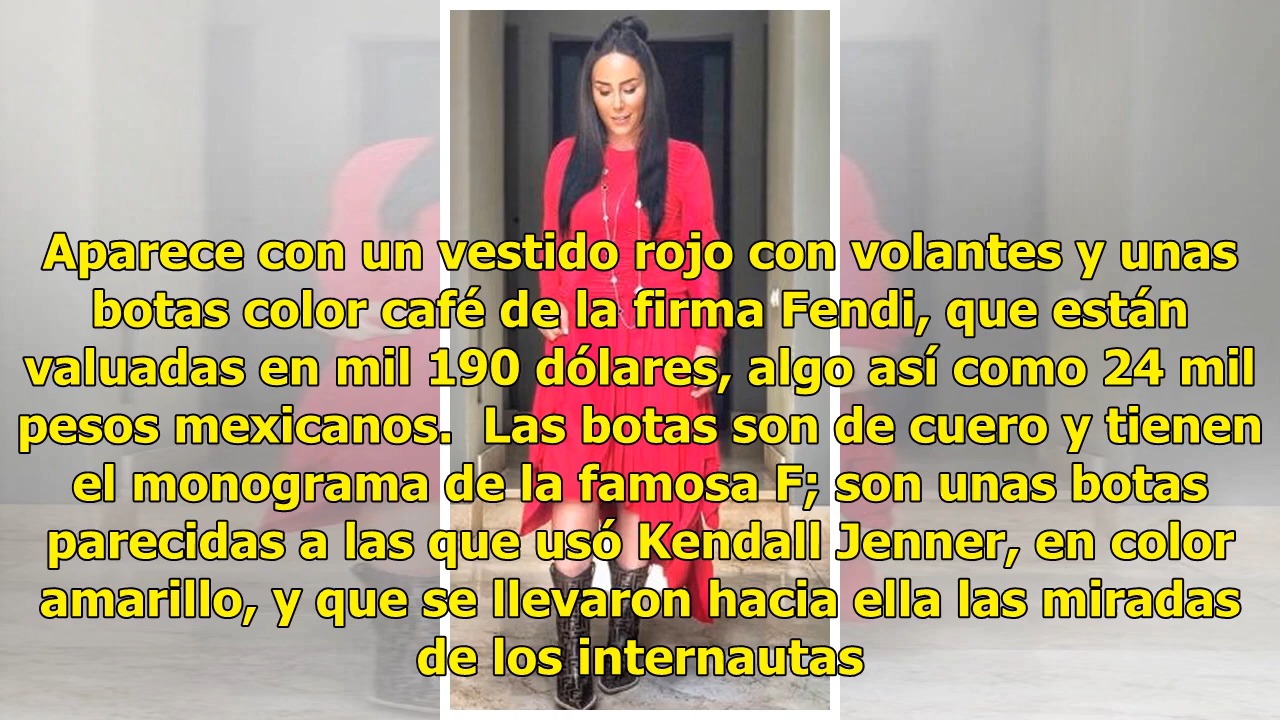 Aparece con un vestido rojo con volantes y unas
botas color café de la firma Fendi, que están
valuadas en mil 190 dólares, algo así como 24 mil
pesos mexicanos.  Las botas son de cuero y tienen
el monograma de la famosa F; son unas botas
parecidas a las que usó Kendall Jenner, en color
amarillo, y que se llevaron hacia ella las miradas
de los internautas